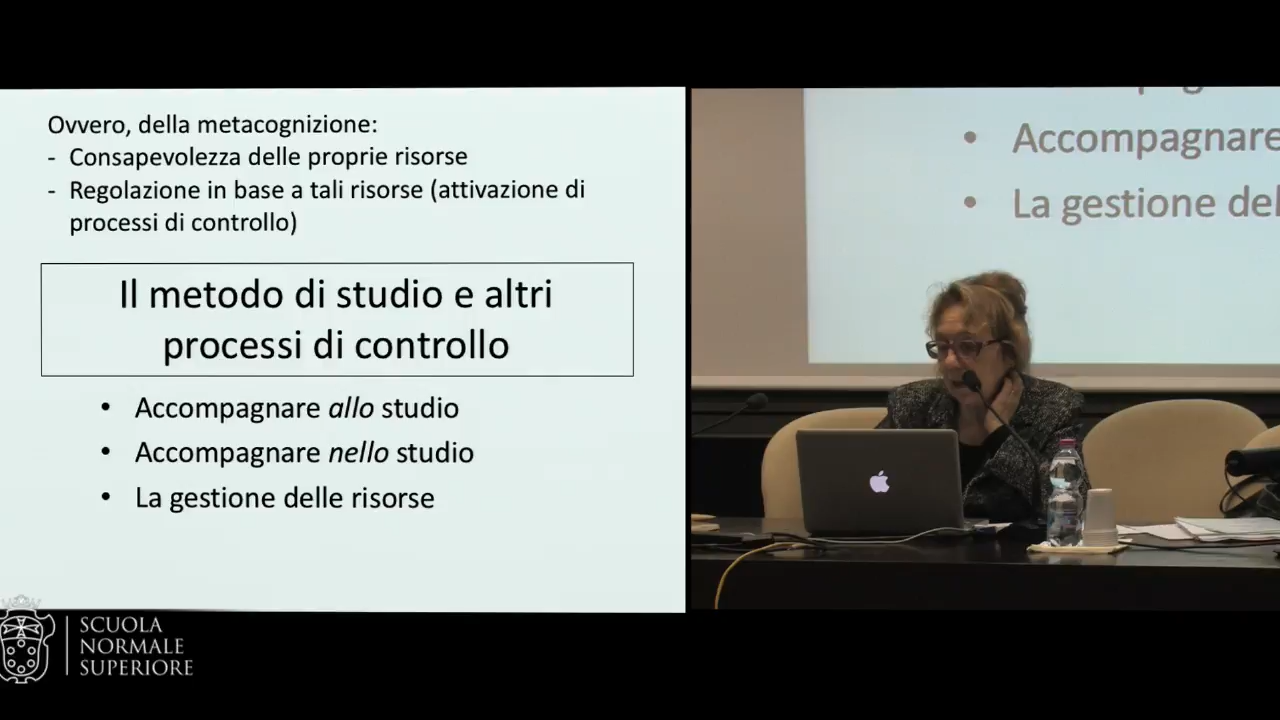 Ovvero, della metacognizione:
- Consapevolezza delle proprie risorse
- Regolazione in base a tali risorse (attivazione di
processi di controllo)
Il metodo di studio e altri
processi di controllo
• Accompagnare allo studio
• Accompagnare nello studio
• La gestione delle risorse
• Accompagnare
• La gestione del
SCUOLA
NORMALE
SUPERIORE